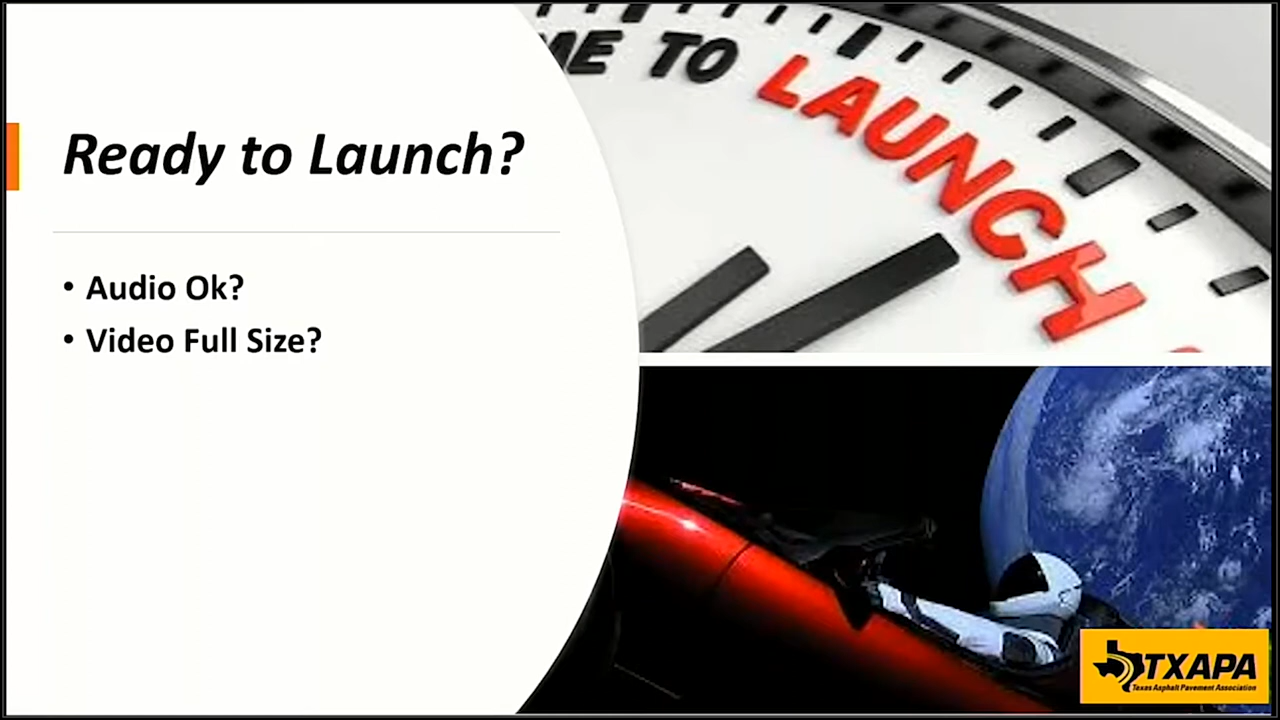 ME TO LAUNCH
Ready to Launch?
• Audio Ok?
• Video Full Size?
TXAPA
Texas Asphalt Pavement Association